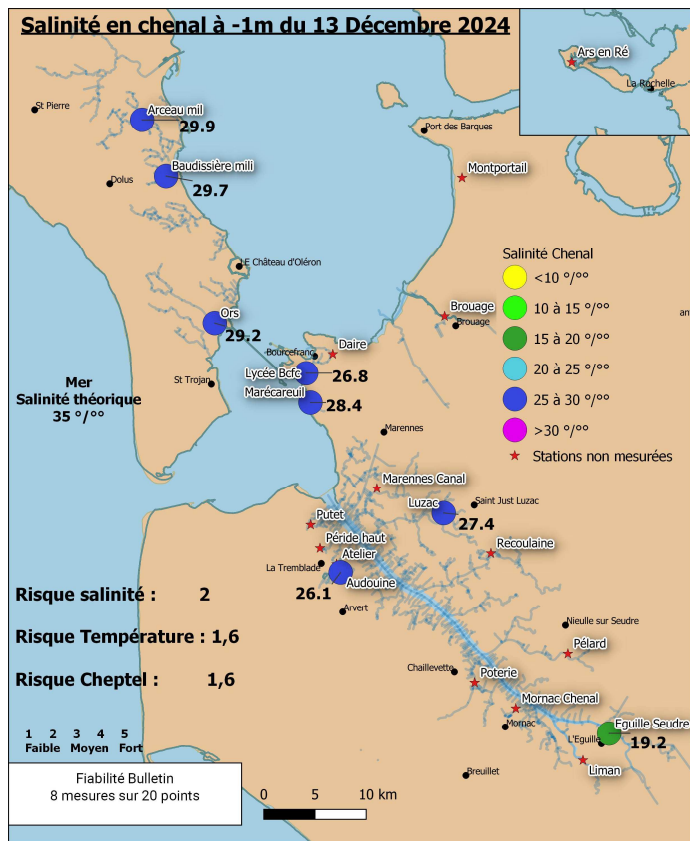 Salinité en chenal à -1m du 13 Décembre 2024
Ars en Ré
La Rochelle
St Pierre
Arceau mil
29.9
Port des Barques
Baudissière mili
29.7
Dolus
Montportail
LE Château d'Oléron
Salinité Chenal
<10 °/°°
10 à 15 °/°°
15 à 20 °/°°
20 à 25 °/°°
25 à 30 °/°°
>30 °/°°
Stations non mesurées
Ors
29.2
Brouage
Brouage
an
Daire
Bourcefranc
Lycée Bcfc
26.8
Marécareuil
28.4
St Trojan
Mer
Salinité théorique
35 °/°°
Marennes
Marennes Canal
Luzac
27.4
Saint Just Luzac
Putet
Péride haut
Atelier
Audouine
26.1
La Tremblade
Recoulaine
Arvert
Risque salinité : 2
Risque Température : 1,6
Risque Cheptel : 1,6
Nieulle sur Seudre
Pélard
Chaillevette
Poterie
Mornac Chenal
Mornac
Eguille Seudre
19.2
L'Eguille
Liman
Breuillet
1 2 3 4 5
Faible Moyen Fort
Fiabilité Bulletin
8 mesures sur 20 points
0 5 10 km